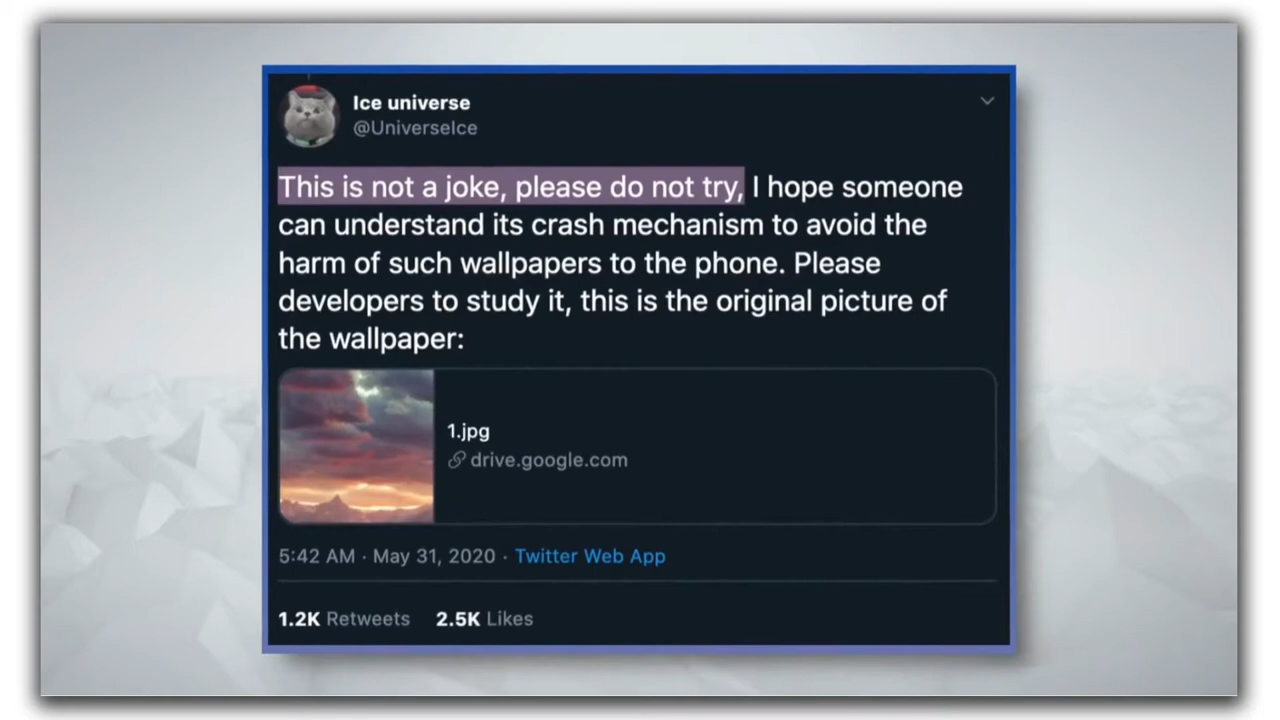 Ice universe
@UniverseIce
This is not a joke, please do not try, I hope someone
can understand its crash mechanism to avoid the
harm of such wallpapers to the phone. Please
developers to study it, this is the original picture of
the wallpaper:
1.jpg
drive.google.com
5:42 AM · May 31, 2020 · Twitter Web App
1.2K Retweets 2.5K Likes